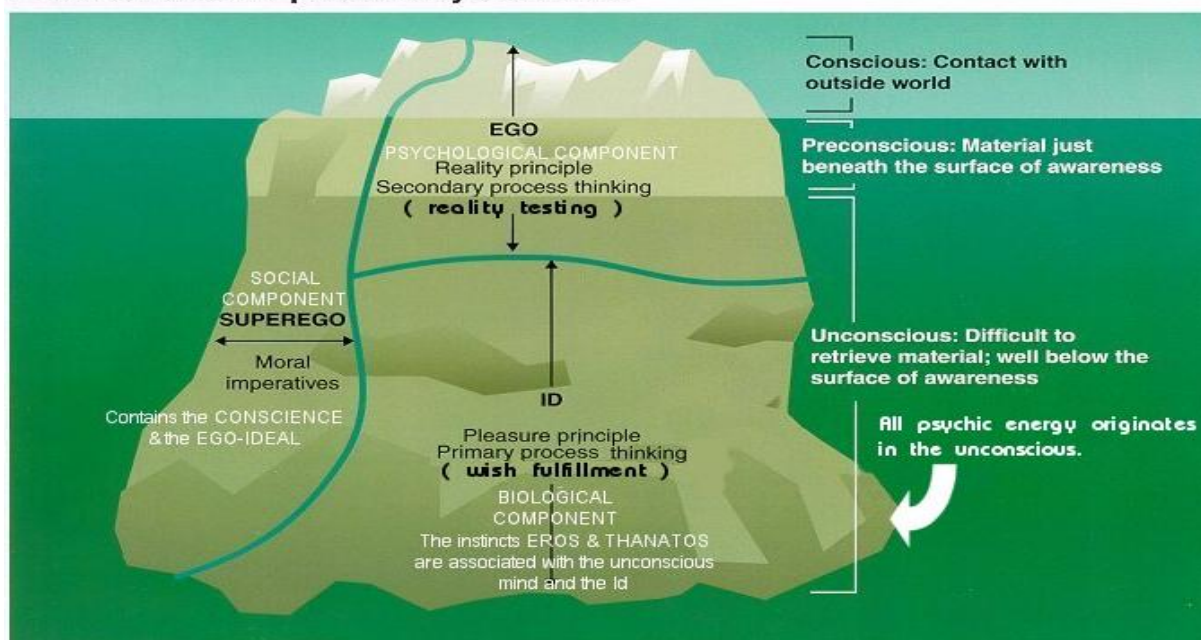 Conscious: Contact with
outside world
EGO
PSYCHOLOGICAL COMPONENT
Reality principle
Secondary process thinking
( reality testing )
Preconscious: Material just
beneath the surface of awareness
SOCIAL
COMPONENT
SUPEREGO
Moral
imperatives
Contains the CONSCIENCE
& the EGO-IDEAL
Unconscious: Difficult to
retrieve material; well below the
surface of awareness
ID
Pleasure principle
Primary process thinking
( wish fulfillment )
BIOLOGICAL
COMPONENT
The instincts EROS & THANATOS
are associated with the unconscious
mind and the Id
All psychic energy originates
in the unconscious.